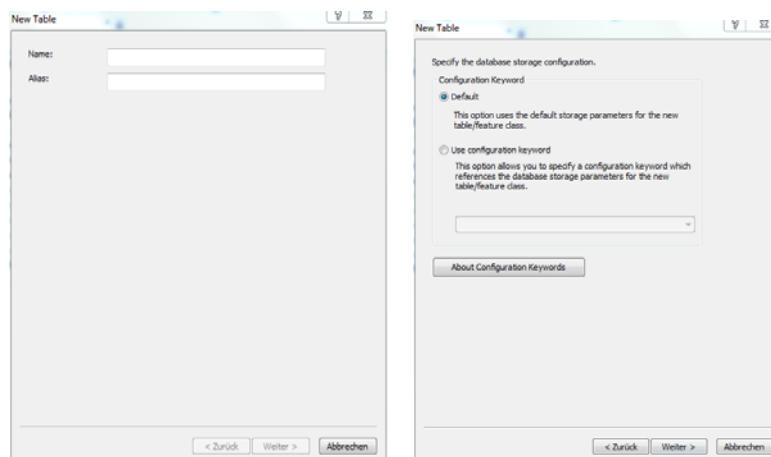 New Table
Name:
Alias:
< Zurück
Weiter >
Abbrechen
New Table
Specify the database storage configuration.
Configuration Keyword
Default
This option uses the default storage parameters for the new
table/feature class.
Use configuration keyword
This option allows you to specify a configuration keyword which
references the database storage parameters for the new
table/feature class.
About Configuration Keywords
< Zurück
Weiter >
Abbrechen